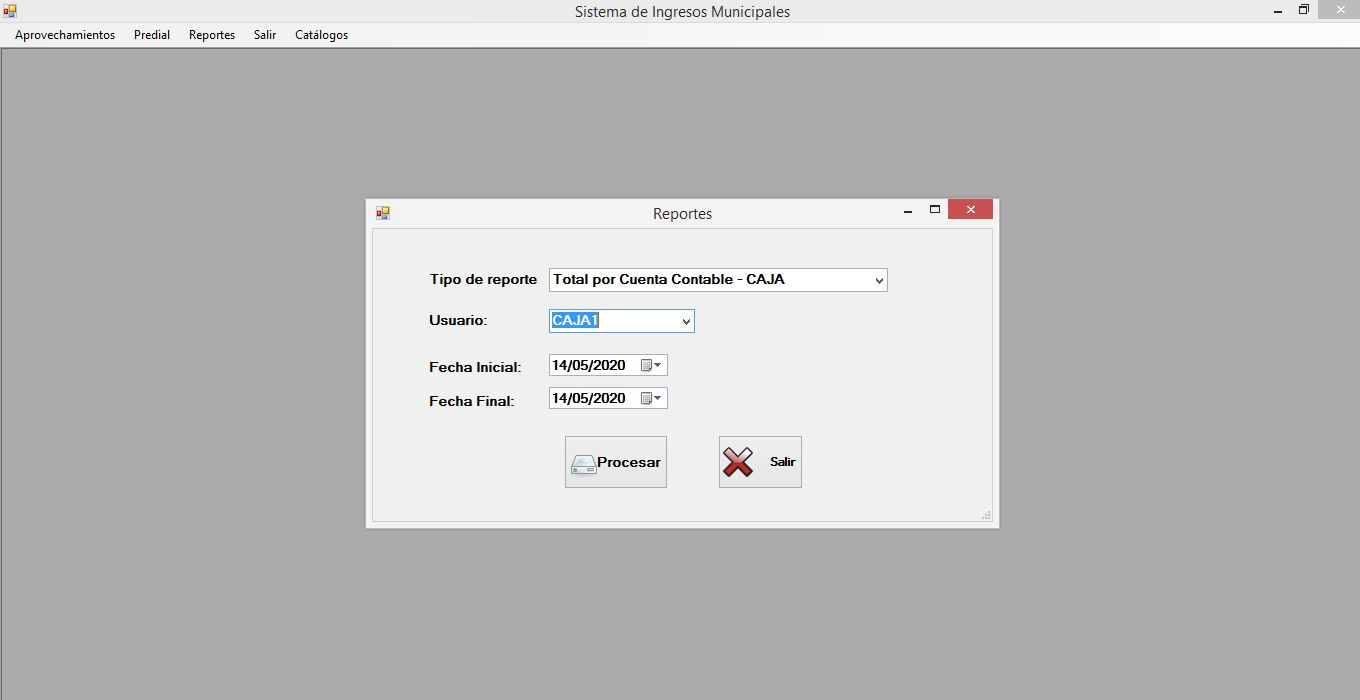 Sistema de Ingresos Municipales
Aprovechamientos Predial Reportes Salir Catálogos
Reportes
Tipo de reporte Total por Cuenta Contable - CAJA
Usuario: CAJA1
Fecha Inicial: 14/05/2020
Fecha Final: 14/05/2020
Procesar Salir